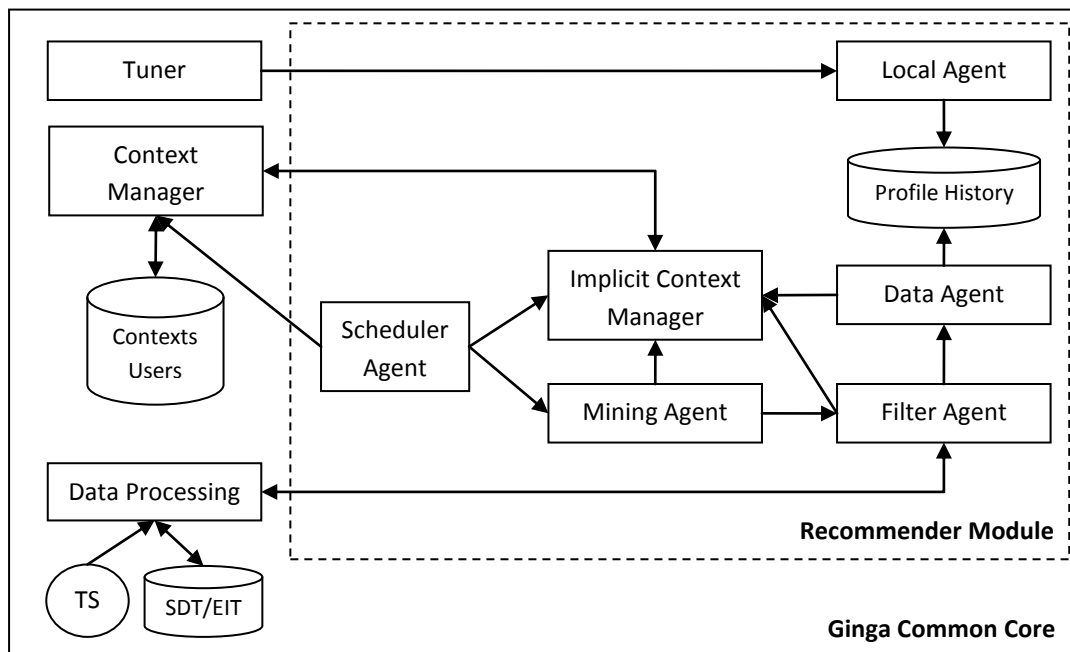 Tuner
Local Agent
Context
Manager
Profile History
Implicit Context
Manager
Data Agent
Scheduler
Agent
Contexts
Users
Mining Agent
Filter Agent
Data Processing
Recommender Module
TS
SDT/EIT
Ginga Common Core